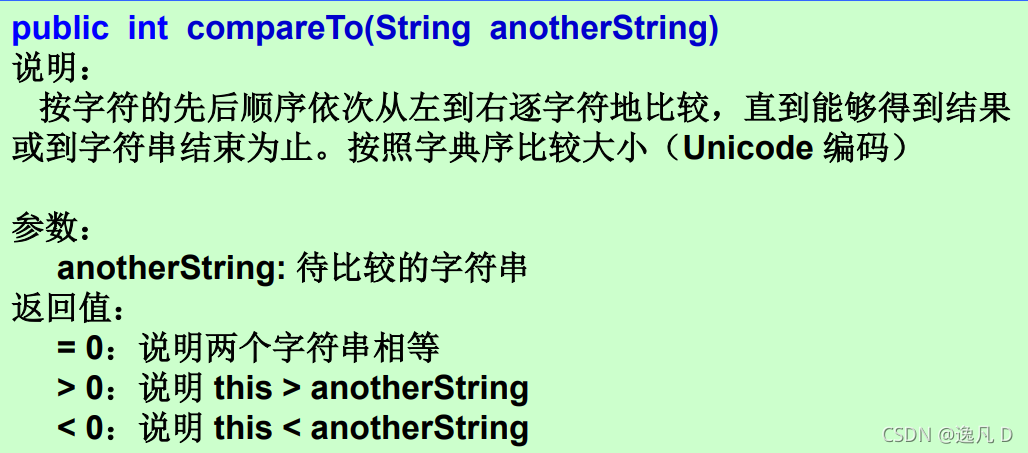 public int compareTo(String anotherString)
说明：
按字符的先后顺序依次从左到右逐字符地比较，直到能够得到结果
或到字符串结束为止。按照字典序比较大小（Unicode 编码）
参数：
anotherString: 待比较的字符串
返回值：
= 0：说明两个字符串相等
> 0：说明 this > anotherString
< 0：说明 this < anotherString
CSDN @逸凡 D